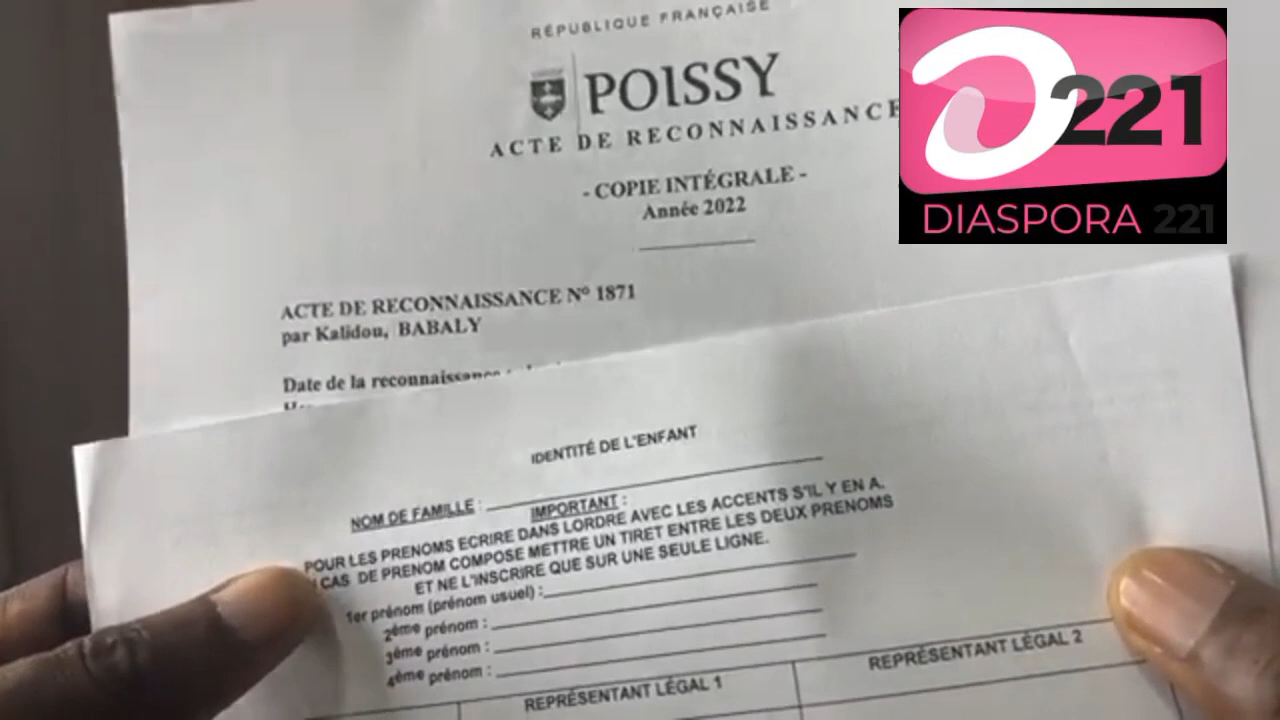 RÉPUBLIQUE FRANÇAISE
POISSY
ACTE DE RECONNAISSANCE
- COPIE INTÉGRALE -
Année 2022
ACTE DE RECONNAISSANCE N° 1871
par Kalidou, BABALY
Date de la reconnaissance
221
DIASPORA 221
IDENTITÉ DE L'ENFANT
NOM DE FAMILLE :
IMPORTANT :
POUR LES PRENOMS ECRIRE DANS LORDRE AVEC LES ACCENTS S'IL Y EN A.
CAS DE PRENOM COMPOSE METTRE UN TIRET ENTRE LES DEUX PRENOMS
ET NE L'INSCRIRE QUE SUR UNE SEULE LIGNE.
1er prénom (prénom usuel) :
2ème prénom :
3ème prénom :
4ème prénom :
REPRÉSENTANT LÉGAL 1
REPRÉSENTANT LÉGAL 2